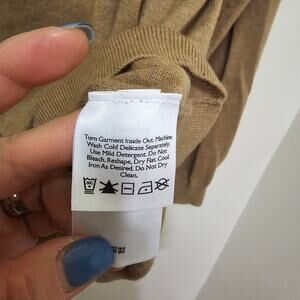 Turn Garment Inside Out. Machine
Wash Cold Delicate Separately.
Use Mild Detergent. Do Not
Bleach. Reshape, Dry Flat, Cool
Iron As Desired. Do Not Dry
Clean.